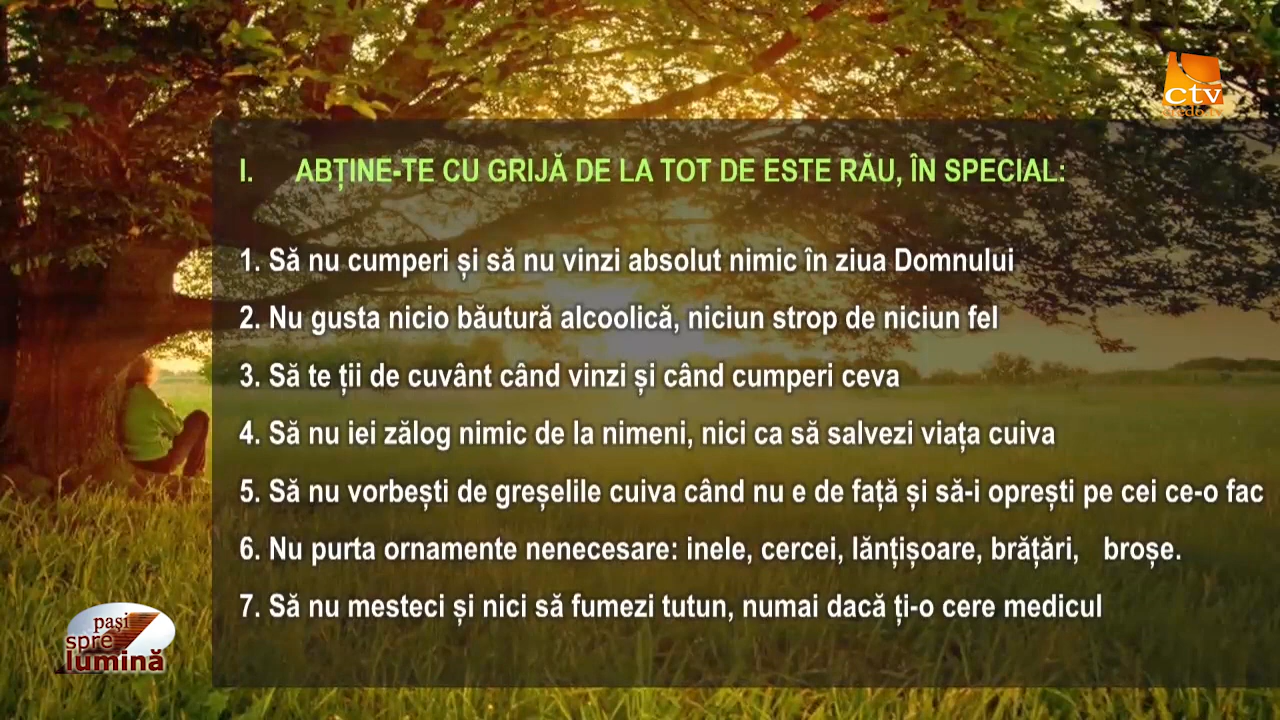 ctv
credo tv
I. ABȚINE-TE CU GRIJĂ DE LA TOT DE ESTE RĂU, ÎN SPECIAL:
1. Să nu cumperi și să nu vinzi absolut nimic în ziua Domnului
2. Nu gusta nicio băutură alcoolică, niciun strop de niciun fel
3. Să te ții de cuvânt când vinzi și când cumperi ceva
4. Să nu iei zălog nimic de la nimeni, nici ca să salvezi viața cuiva
5. Să nu vorbești de greșelile cuiva când nu e de față și să-i oprești pe cei ce-o fac
6. Nu purta ornamente nenecesare: inele, cercei, lănțișoare, brățări, broșe.
7. Să nu mesteci și nici să fumezi tutun, numai dacă ți-o cere medicul
pași
spre
lumină